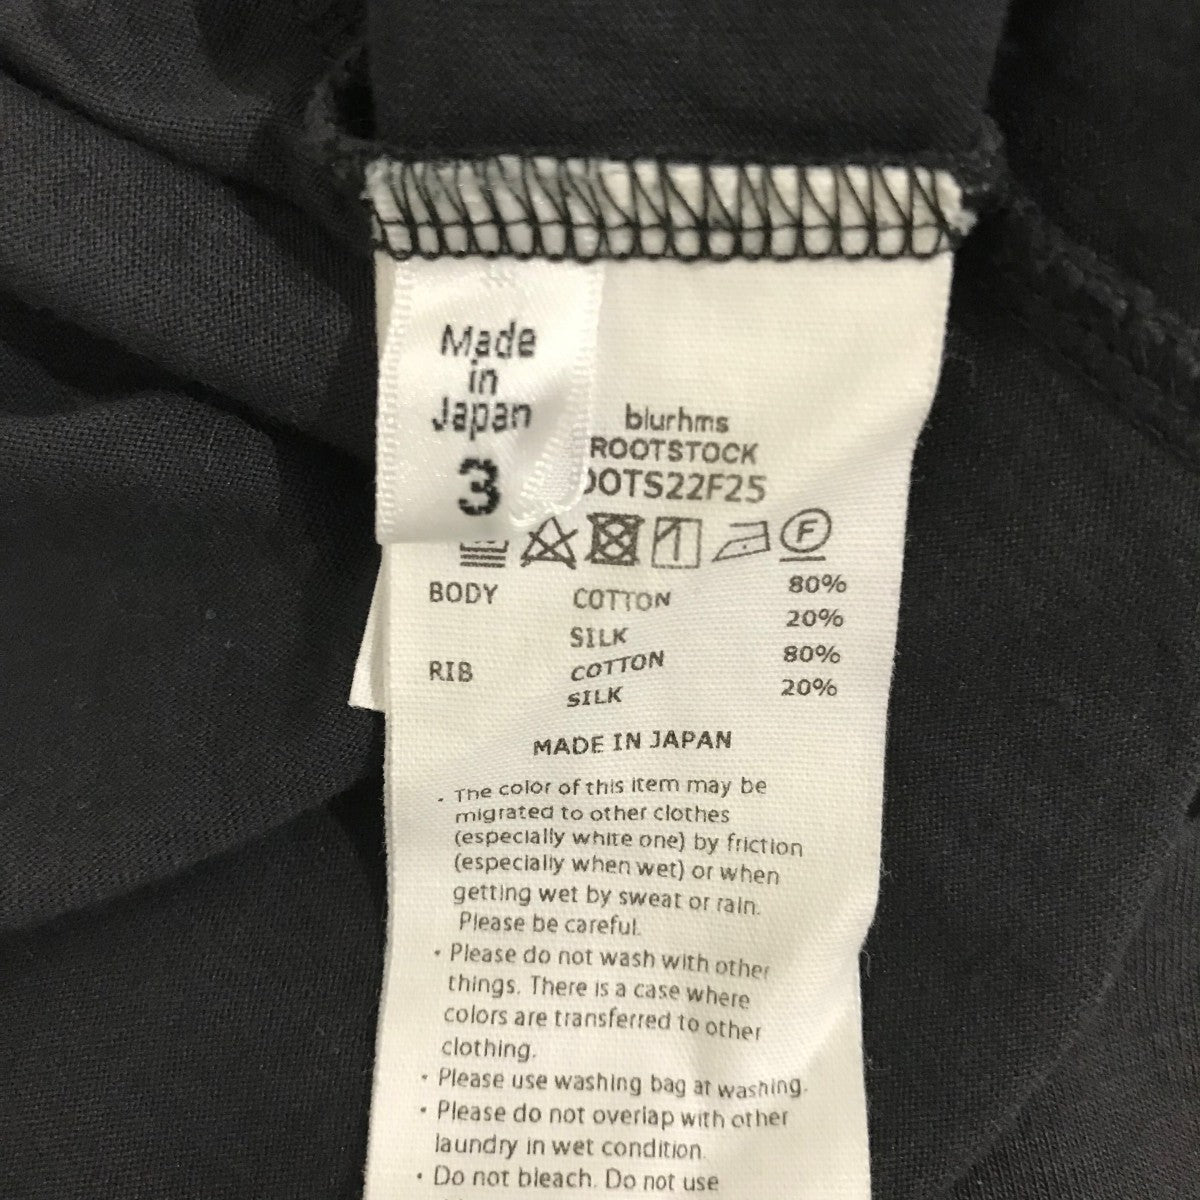 Made
in
Japan
3
blurhms
ROOTSTOCK
OOTS22F25
F
BODY COTTON 80%
SILK 20%
RIB COTTON 80%
SILK 20%
MADE IN JAPAN
• The color of this item may be
migrated to other clothes
(especially white one) by friction
(especially when wet) or when
getting wet by sweat or rain.
Please be careful.
• Please do not wash with other
things. There is a case where
colors are transferred to other
clothing.
• Please use washing bag at washing.
• Please do not overlap with other
laundry in wet condition.
• Do not bleach. Do not use